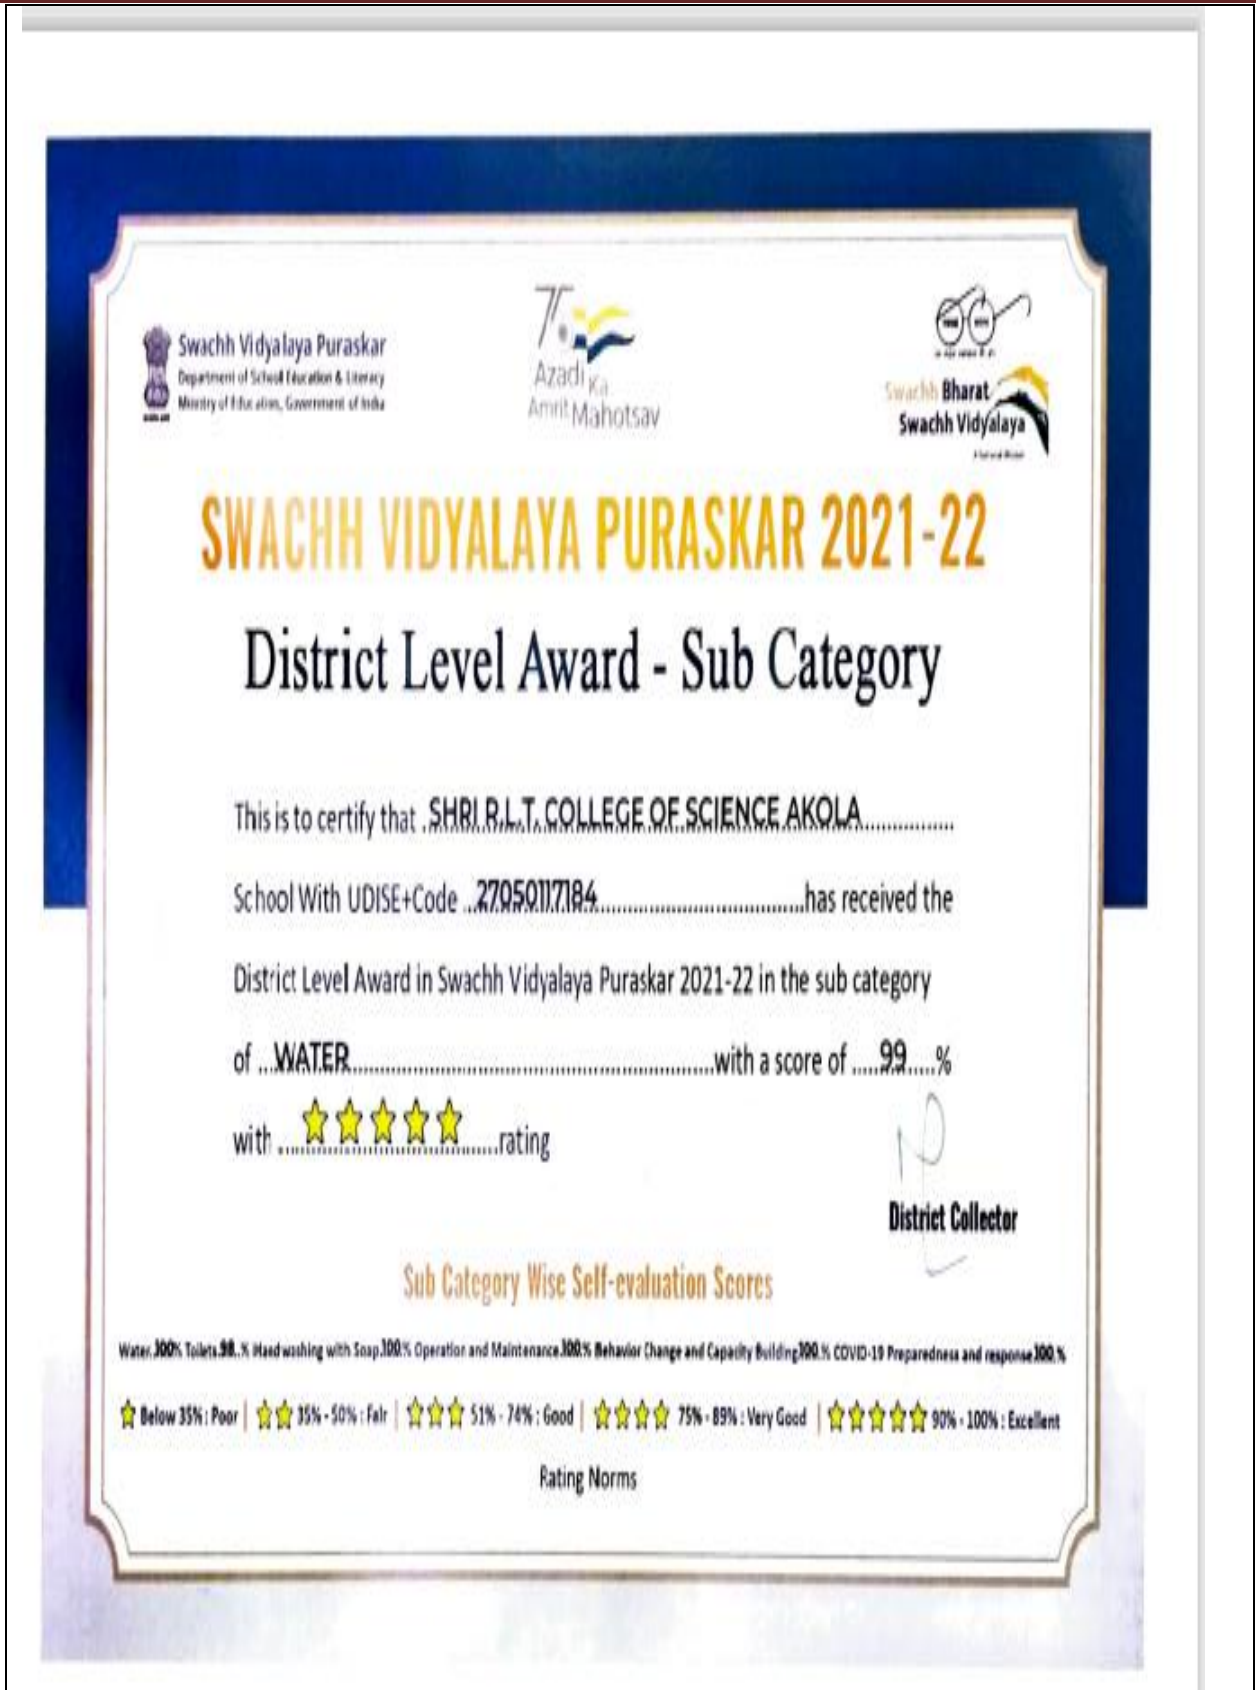 Swachh Vidyalaya Puraskar
Department of School Education & Literacy
Ministry of Education, Government of India
75
Azadi Ka
Amrit Mahotsav
Swachh Bharat
Swachh Vidyalaya
SWACHH VIDYALAYA PURASKAR 2021-22
District Level Award - Sub Category
This is to certify that ..SHRI R.L.T. COLLEGE OF SCIENCE AKOLA................
School With UDISE+Code ..27050117184.......................................has received the
District Level Award in Swachh Vidyalaya Puraskar 2021-22 in the sub category
of ...WATER..................................................................with a score of .....99.....%
with ..........................................rating
District Collector
Sub Category Wise Self-evaluation Scores
Water.100% Toilets.98..% Handwashing with Soap.100.% Operation and Maintenance.100.% Behavior Change and Capacity Building.100.% COVID-19 Preparedness and response.100.%
Below 35% : Poor | 35% - 50% : Fair | 51% - 74% : Good | 75% - 89% : Very Good | 90% - 100% : Excellent
Rating Norms